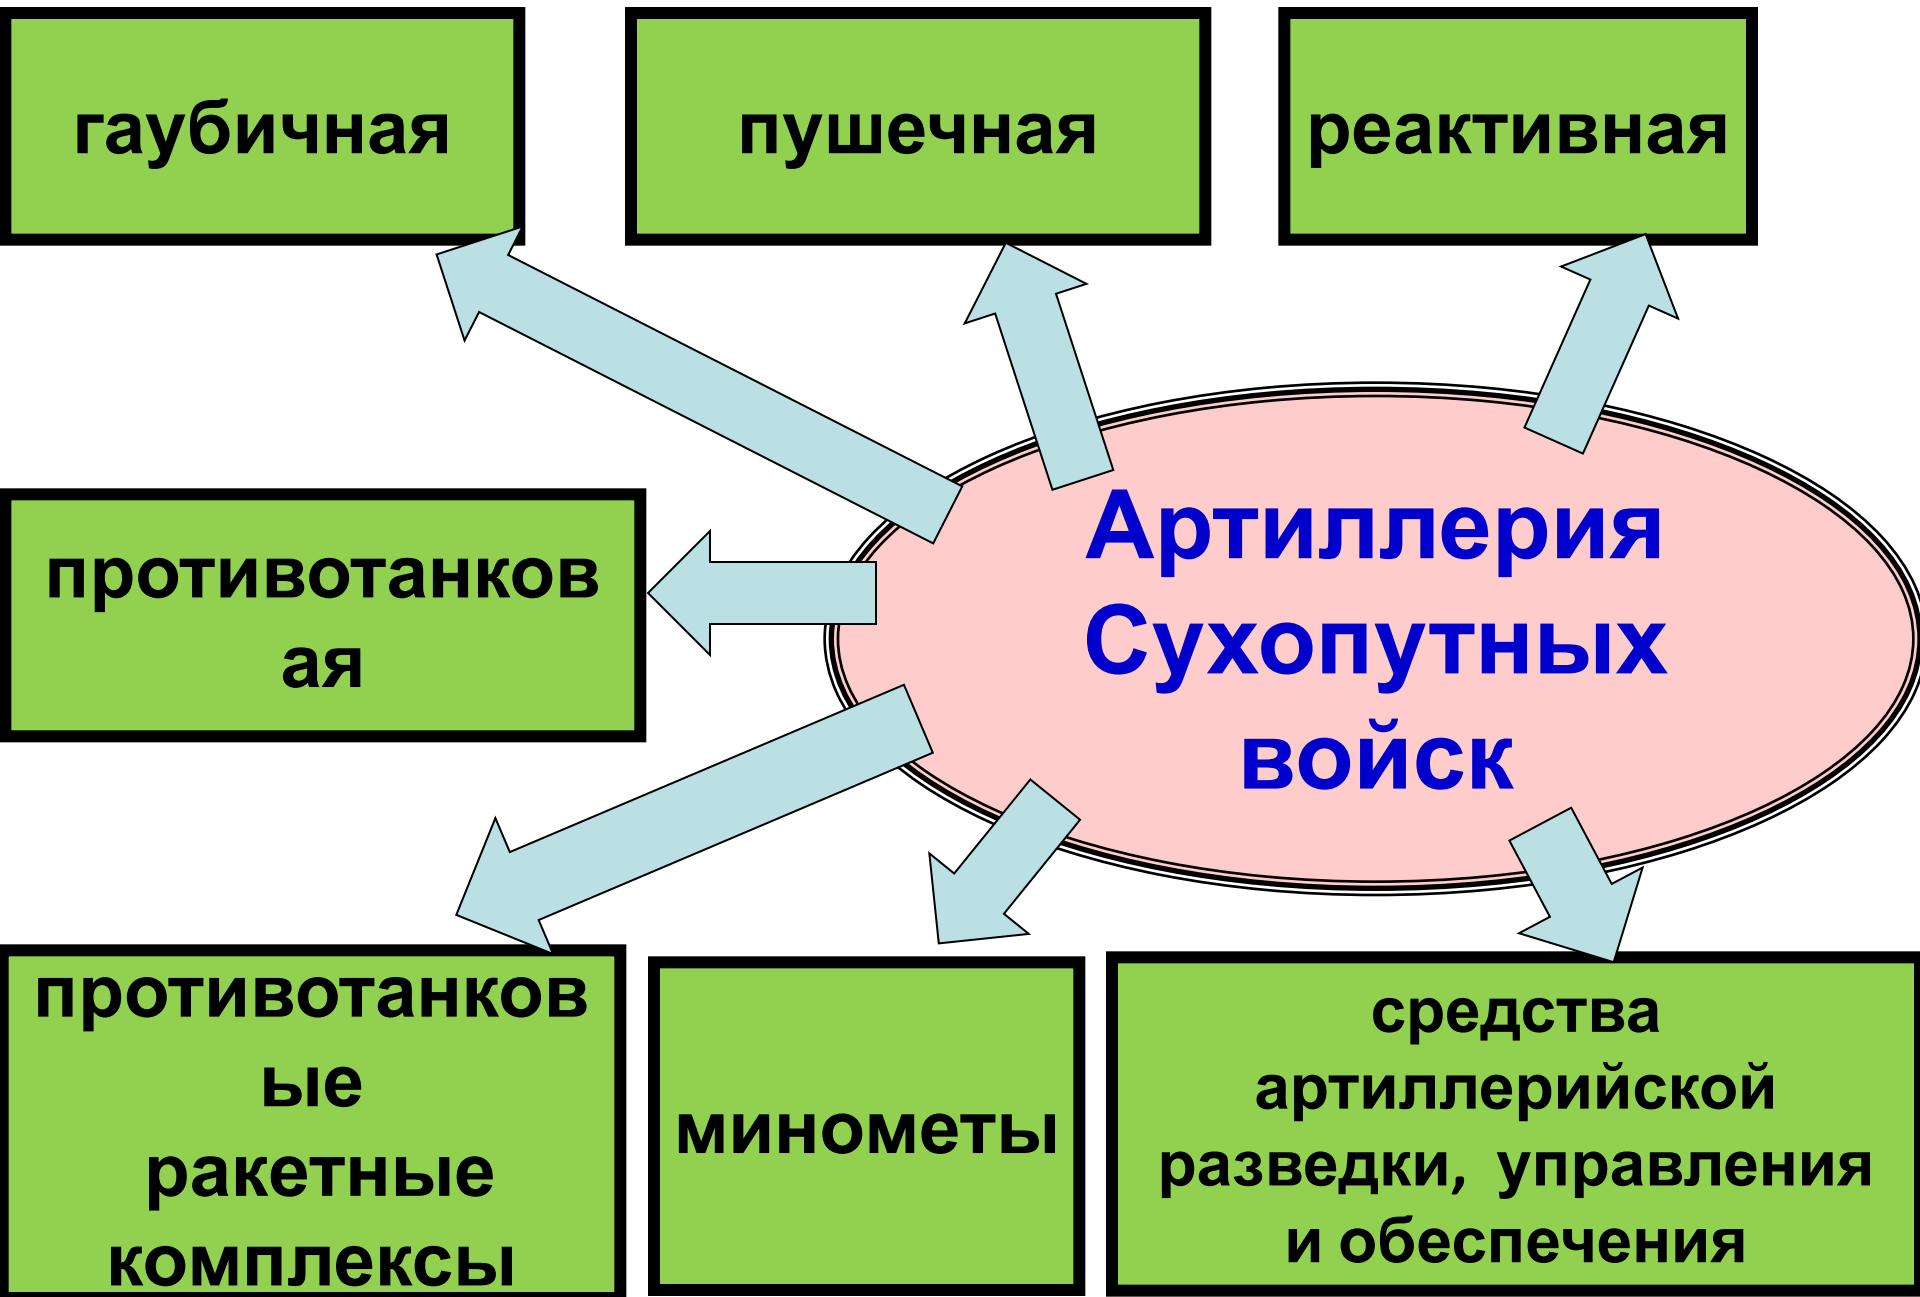 гаубичная
пушечная
реактивная
Артиллерия
Сухопутных
войск
противотанков
ая
противотанков
ые
ракетные
комплексы
минометы
средства
артиллерийской
разведки, управления
и обеспечения